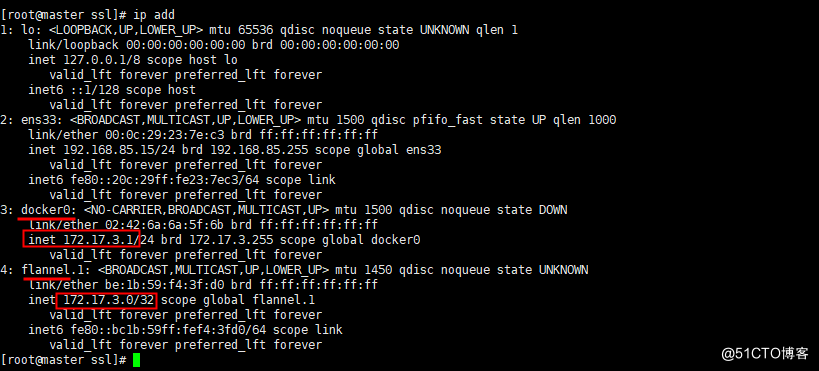 [root@master ssl]# ip add
1: lo: <LOOPBACK,UP,LOWER_UP> mtu 65536 qdisc noqueue state UNKNOWN qlen 1
link/loopback 00:00:00:00:00:00 brd 00:00:00:00:00:00
inet 127.0.0.1/8 scope host lo
valid_lft forever preferred_lft forever
inet6 ::1/128 scope host
valid_lft forever preferred_lft forever
2: ens33: <BROADCAST,MULTICAST,UP,LOWER_UP> mtu 1500 qdisc pfifo_fast state UP qlen 1000
link/ether 00:0c:29:23:7e:c3 brd ff:ff:ff:ff:ff:ff
inet 192.168.85.15/24 brd 192.168.85.255 scope global ens33
valid_lft forever preferred_lft forever
inet6 fe80::20c:29ff:fe23:7ec3/64 scope link
valid_lft forever preferred_lft forever
3: docker0: <NO-CARRIER,BROADCAST,MULTICAST,UP> mtu 1500 qdisc noqueue state DOWN
link/ether 02:42:6a:6a:5f:6b brd ff:ff:ff:ff:ff:ff
inet 172.17.3.1/24 brd 172.17.3.255 scope global docker0
valid_lft forever preferred_lft forever
4: flannel.1: <BROADCAST,MULTICAST,UP,LOWER_UP> mtu 1450 qdisc noqueue state UNKNOWN
link/ether be:1b:59:f4:3f:d0 brd ff:ff:ff:ff:ff:ff
inet 172.17.3.0/32 scope global flannel.1
valid_lft forever preferred_lft forever
inet6 fe80::bc1b:59ff:fef4:3fd0/64 scope link
valid_lft forever preferred_lft forever
[root@master ssl]#
@51CTO博客